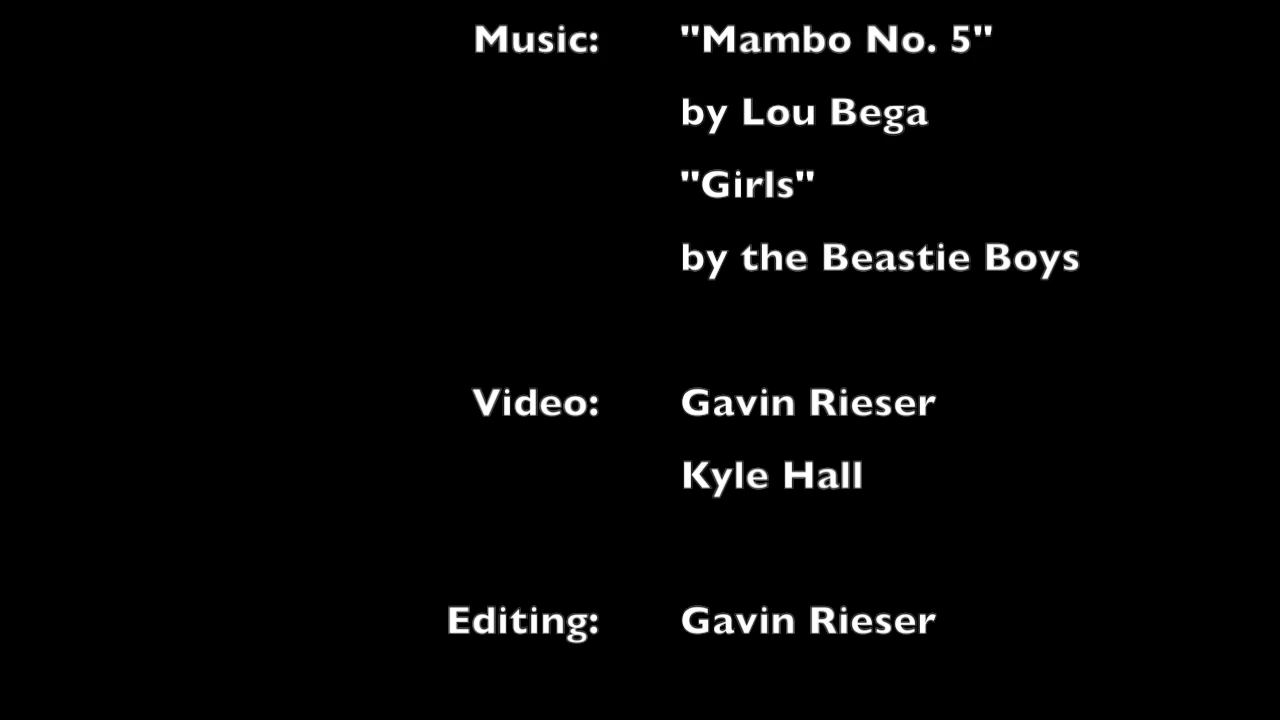 Music: "Mambo No. 5"
by Lou Bega
"Girls"
by the Beastie Boys
Video: Gavin Rieser
Kyle Hall
Editing: Gavin Rieser